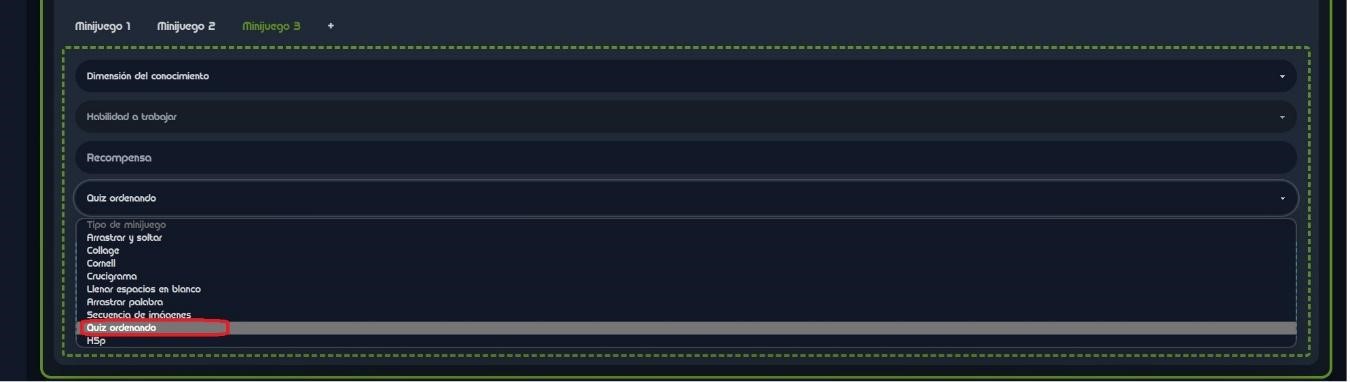 Minijuego 1 Minijuego 2 Minijuego 3 +
Dimensión del conocimiento
Habilidad a trabajar
Recompensa
Quiz ordenando
Tipo de minijuego
Arrastrar y soltar
Collage
Cornell
Crucigrama
Llenar espacios en blanco
Arrastrar palabra
Secuencia de imágenes
Quiz ordenando
H5p